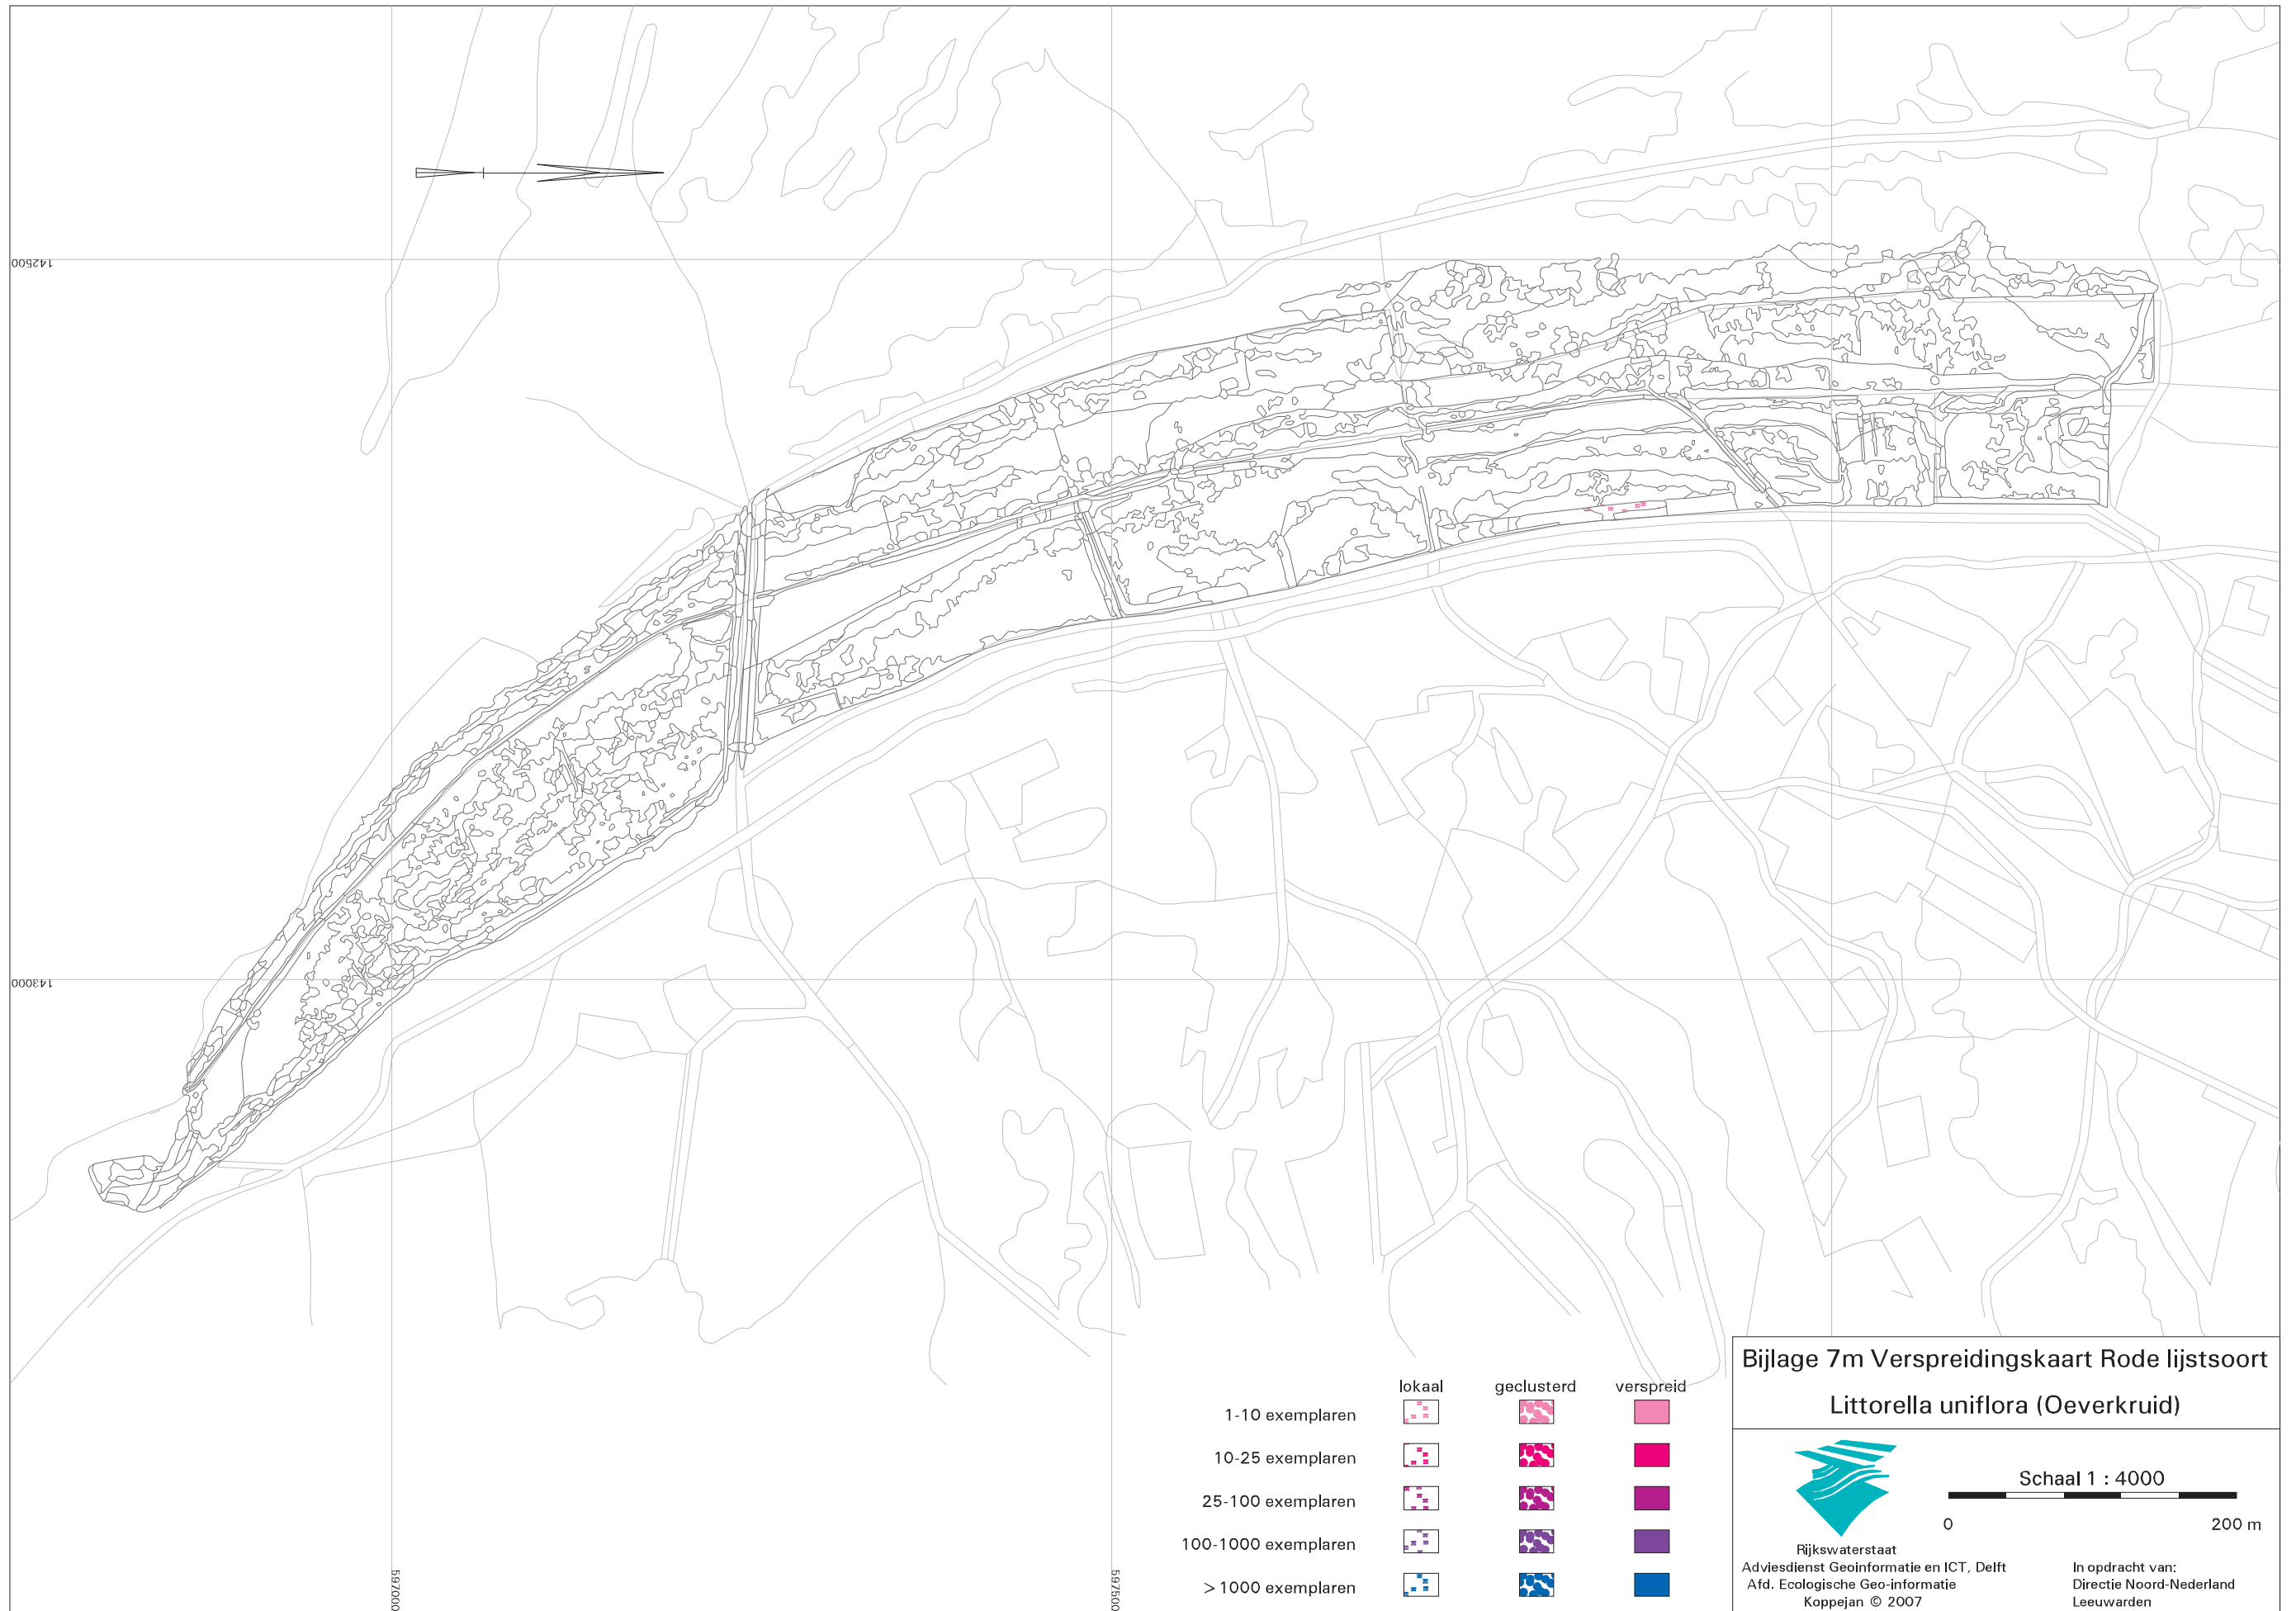 142500
143000
597000
597500
lokaal geclusterd verspreid
1-10 exemplaren
10-25 exemplaren
25-100 exemplaren
100-1000 exemplaren
> 1000 exemplaren
Bijlage 7m Verspreidingskaart Rode lijstsoort
Littorella uniflora (Oeverkruid)
Schaal 1 : 4000
0 200 m
Rijkswaterstaat
Adviesdienst Geoinformatie en ICT, Delft
Afd. Ecologische Geo-informatie
Koppejan © 2007
In opdracht van:
Directie Noord-Nederland
Leeuwarden